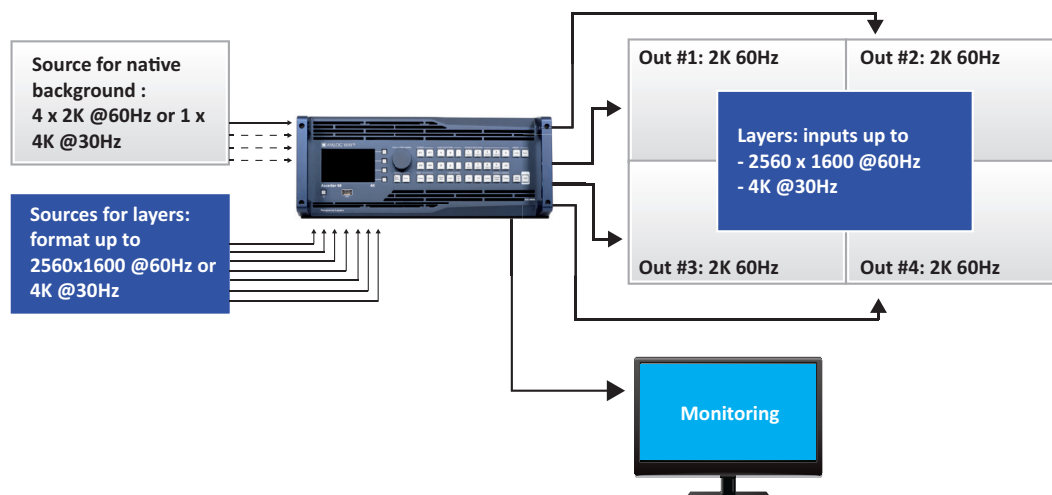 Source for native
background :
4 x 2K @60Hz or 1 x
4K @30Hz
Sources for layers:
format up to
2560x1600 @60Hz or
4K @30Hz
Out #1: 2K 60Hz
Out #2: 2K 60Hz
Layers: inputs up to
- 2560 x 1600 @60Hz
- 4K @30Hz
Out #3: 2K 60Hz
Out #4: 2K 60Hz
Monitoring